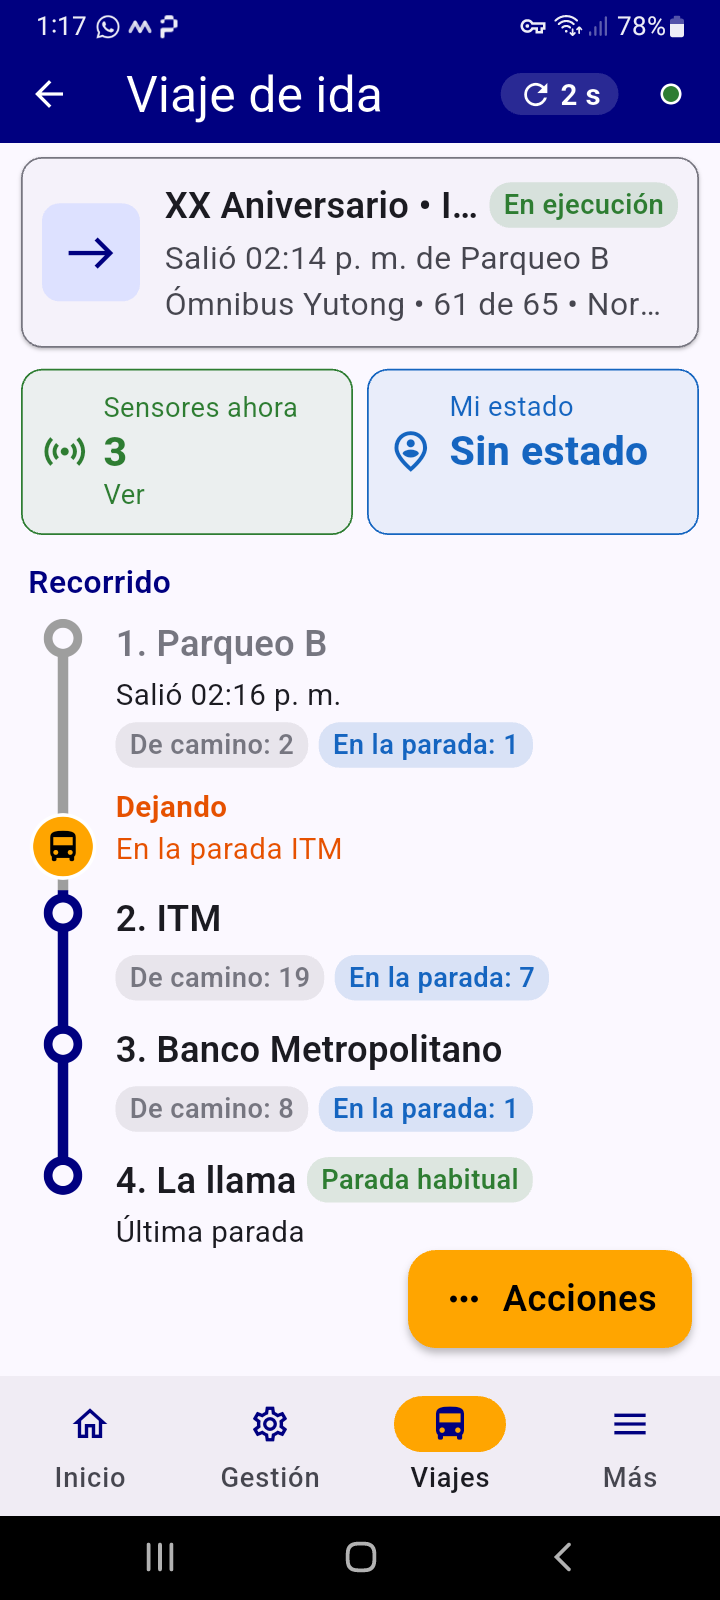 1:17
78%
Viaje de ida
2 s
XX Aniversario • I...
En ejecución
Salió 02:14 p. m. de Parqueo B
Ómnibus Yutong • 61 de 65 • Nor...
Sensores ahora
3
Ver
Mi estado
Sin estado
Recorrido
1. Parqueo B
Salió 02:16 p. m.
De camino: 2
En la parada: 1
Dejando
En la parada ITM
2. ITM
De camino: 19
En la parada: 7
3. Banco Metropolitano
De camino: 8
En la parada: 1
4. La llama
Parada habitual
Última parada
Acciones
Inicio
Gestión
Viajes
Más